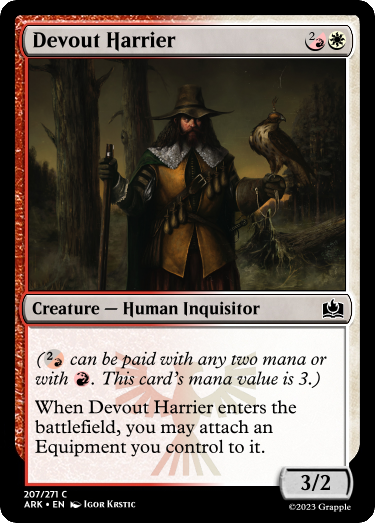 Devout Harrier 2
Creature — Human Inquisitor
(2 can be paid with any two mana or
with . This card's mana value is 3.)
When Devout Harrier enters the
battlefield, you may attach an
Equipment you control to it.
3/2
207/271 C
ARK • EN Igor Krstic
©2023 Grapple